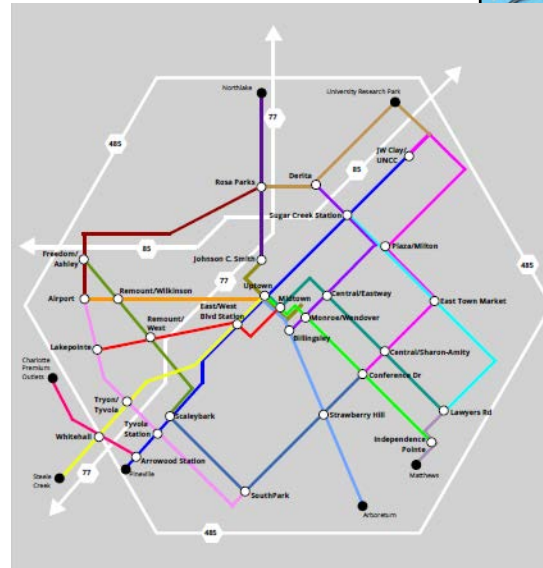 Northlake
University Research Park
77
485
JW Clay/
UNCC
85
Derita
Rosa Parks
Sugar Creek Station
85
Freedom/
Ashley
Johnson C. Smith
Plaza/Milton
485
77
Uptown
Airport
Remount/Wilkinson
East/West
Blvd Station
Midtown
Central/Eastway
East Town Market
Remount/
West
Monroe/Wendover
Billingsley
Lakepointe
Central/Sharon-Amity
Charlotte
Premium
Outlets
Conference Dr
Tryon/
Tyvola
Scaleybark
Strawberry Hill
Lawyers Rd
Tyvola
Station
Whitehall
Independence
Pointe
Arrowood Station
77
Pineville
Matthews
Steele
Creek
SouthPark
Arboretum
485